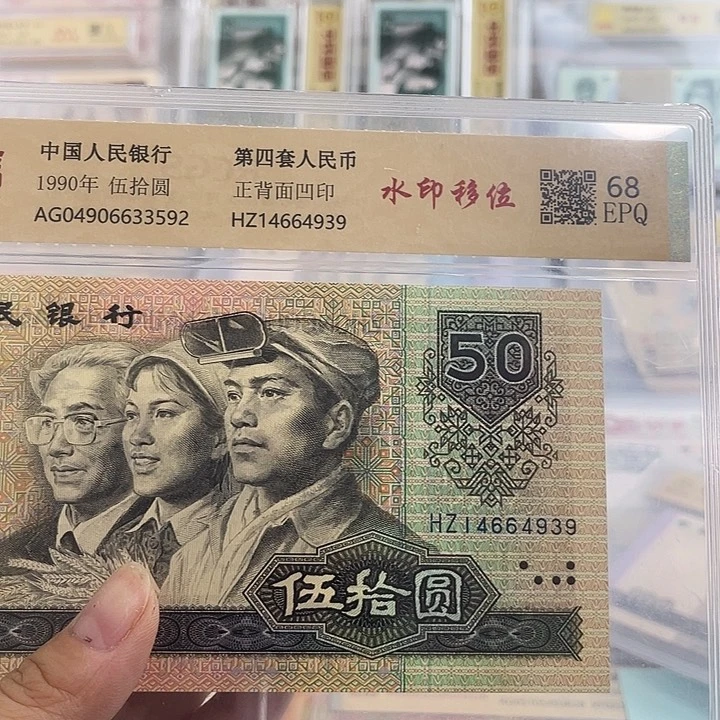 中国人民银行
1990年 伍拾圆
AG04906633592
第四套人民币
正背面凹印
HZ14664939
水印移位
68
EPQ
民银行
50
HZ14664939
伍拾圆